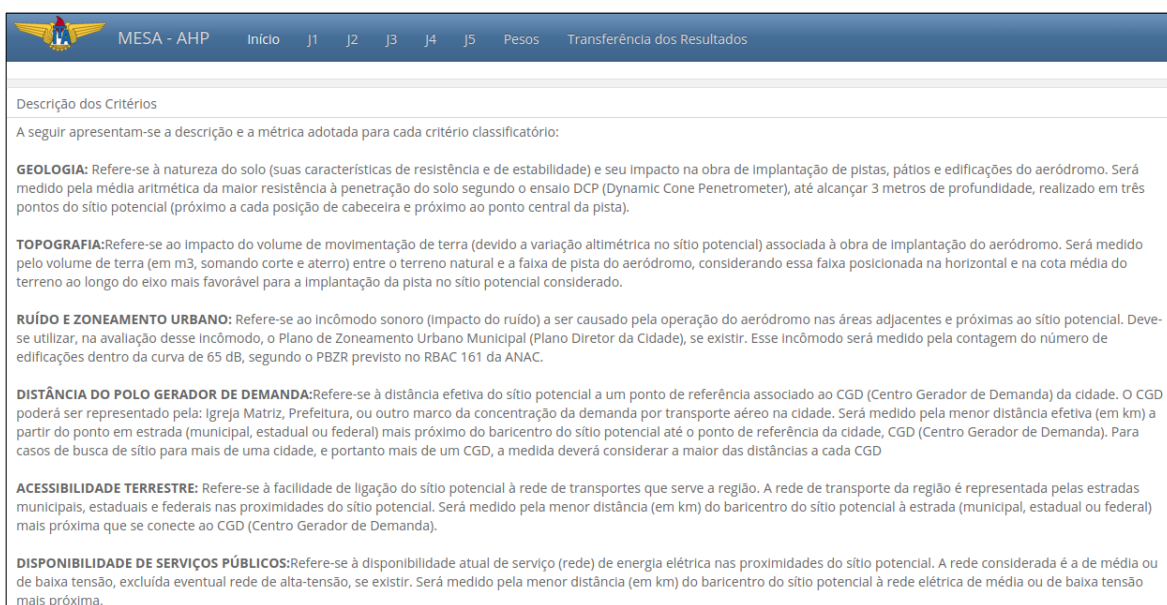 MESA - AHP Início J1 J2 J3 J4 J5 Pesos Transferência dos Resultados
Descrição dos Critérios
A seguir apresentam-se a descrição e a métrica adotada para cada critério classificatório:
GEOLOGIA: Refere-se à natureza do solo (suas características de resistência e de estabilidade) e seu impacto na obra de implantação de pistas, pátios e edificações do aeródromo. Será
medido pela média aritmética da maior resistência à penetração do solo segundo o ensaio DCP (Dynamic Cone Penetrometer), até alcançar 3 metros de profundidade, realizado em três
pontos do sítio potencial (próximo a cada posição de cabeceira e próximo ao ponto central da pista).
TOPOGRAFIA:Refere-se ao impacto do volume de movimentação de terra (devido a variação altimétrica no sítio potencial) associada à obra de implantação do aeródromo. Será medido
pelo volume de terra (em m3, somando corte e aterro) entre o terreno natural e a faixa de pista do aeródromo, considerando essa faixa posicionada na horizontal e na cota média do
terreno ao longo do eixo mais favorável para a implantação da pista no sítio potencial considerado.
RUÍDO E ZONEAMENTO URBANO: Refere-se ao incômodo sonoro (impacto do ruído) a ser causado pela operação do aeródromo nas áreas adjacentes e próximas ao sítio potencial. Deve-
se utilizar, na avaliação desse incômodo, o Plano de Zoneamento Urbano Municipal (Plano Diretor da Cidade), se existir. Esse incômodo será medido pela contagem do número de
edificações dentro da curva de 65 dB, segundo o PBZR previsto no RBAC 161 da ANAC.
DISTÂNCIA DO POLO GERADOR DE DEMANDA:Refere-se à distância efetiva do sítio potencial a um ponto de referência associado ao CGD (Centro Gerador de Demanda) da cidade. O CGD
poderá ser representado pela: Igreja Matriz, Prefeitura, ou outro marco da concentração da demanda por transporte aéreo na cidade. Será medido pela menor distância efetiva (em km) a
partir do ponto em estrada (municipal, estadual ou federal) mais próximo do baricentro do sítio potencial até o ponto de referência da cidade, CGD (Centro Gerador de Demanda). Para
casos de busca de sítio para mais de uma cidade, e portanto mais de um CGD, a medida deverá considerar a maior das distâncias a cada CGD
ACESSIBILIDADE TERRESTRE: Refere-se à facilidade de ligação do sítio potencial à rede de transportes que serve a região. A rede de transporte da região é representada pelas estradas
municipais, estaduais e federais nas proximidades do sítio potencial. Será medido pela menor distância (em km) do baricentro do sítio potencial à estrada (municipal, estadual ou federal)
mais próxima que se conecte ao CGD (Centro Gerador de Demanda).
DISPONIBILIDADE DE SERVIÇOS PÚBLICOS:Refere-se à disponibilidade atual de serviço (rede) de energia elétrica nas proximidades do sítio potencial. A rede considerada é a de média ou
de baixa tensão, excluída eventual rede de alta-tensão, se existir. Será medido pela menor distância (em km) do baricentro do sítio potencial à rede elétrica de média ou de baixa tensão
mais próxima.